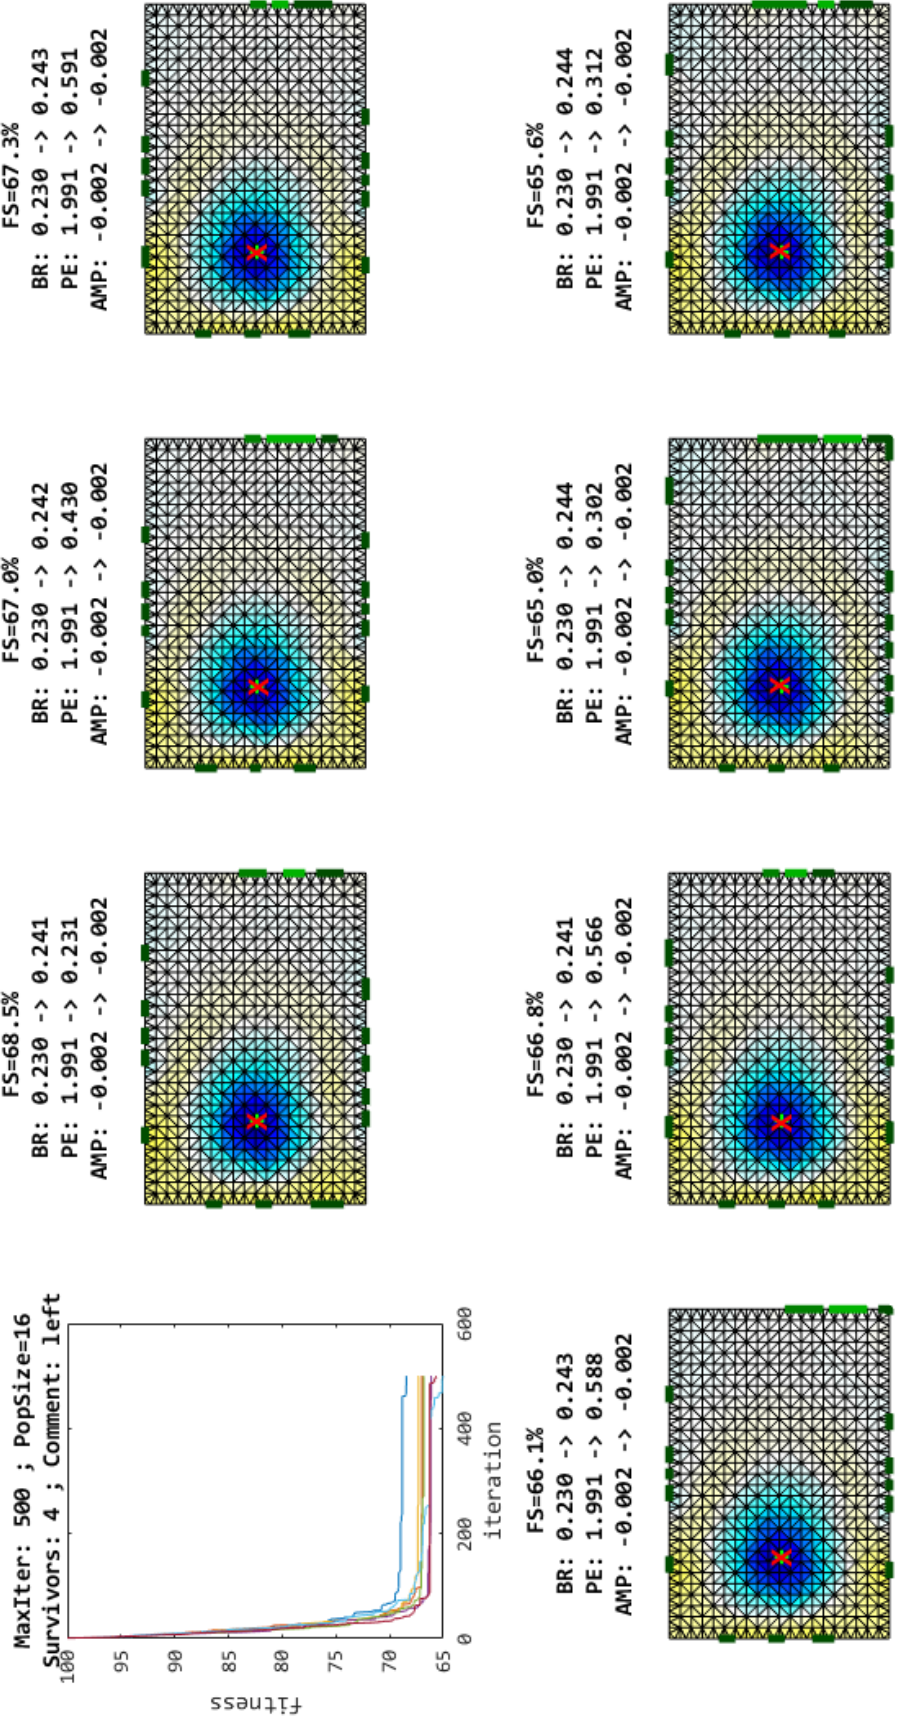 MaxIter: 500 ; PopSize=16
Survivors: 4 ; Comment: left
100
95
90
85
80
75
70
65
fitness
0
200
400
600
iteration
FS=68.5%
BR: 0.230 -> 0.241
PE: 1.991 -> 0.231
AMP: -0.002 -> -0.002
FS=67.0%
BR: 0.230 -> 0.242
PE: 1.991 -> 0.430
AMP: -0.002 -> -0.002
FS=67.3%
BR: 0.230 -> 0.243
PE: 1.991 -> 0.591
AMP: -0.002 -> -0.002
FS=66.1%
BR: 0.230 -> 0.243
PE: 1.991 -> 0.588
AMP: -0.002 -> -0.002
FS=66.8%
BR: 0.230 -> 0.241
PE: 1.991 -> 0.566
AMP: -0.002 -> -0.002
FS=65.0%
BR: 0.230 -> 0.244
PE: 1.991 -> 0.302
AMP: -0.002 -> -0.002
FS=65.6%
BR: 0.230 -> 0.244
PE: 1.991 -> 0.312
AMP: -0.002 -> -0.002